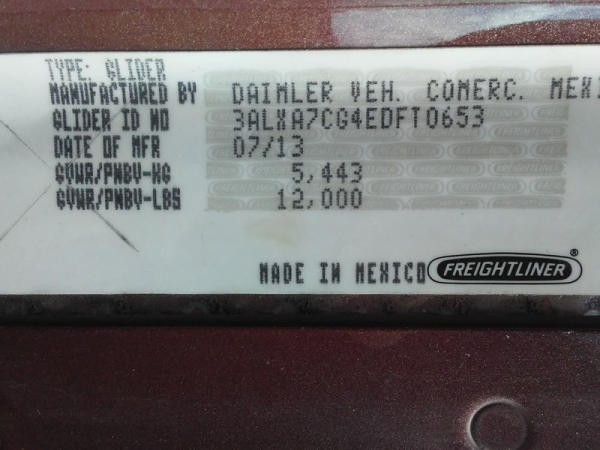 TYPE: GLIDER
MANUFACTURED BY DAIMLER VEH. COMERC. MEXI
GLIDER ID NO 3ALXA7CG4EDFT0653
DATE OF MFR 07/13
GVWR/PNBV-KG 5,443
GVWR/PNBV-LBS 12,000
MADE IN MEXICO FREIGHTLINER®